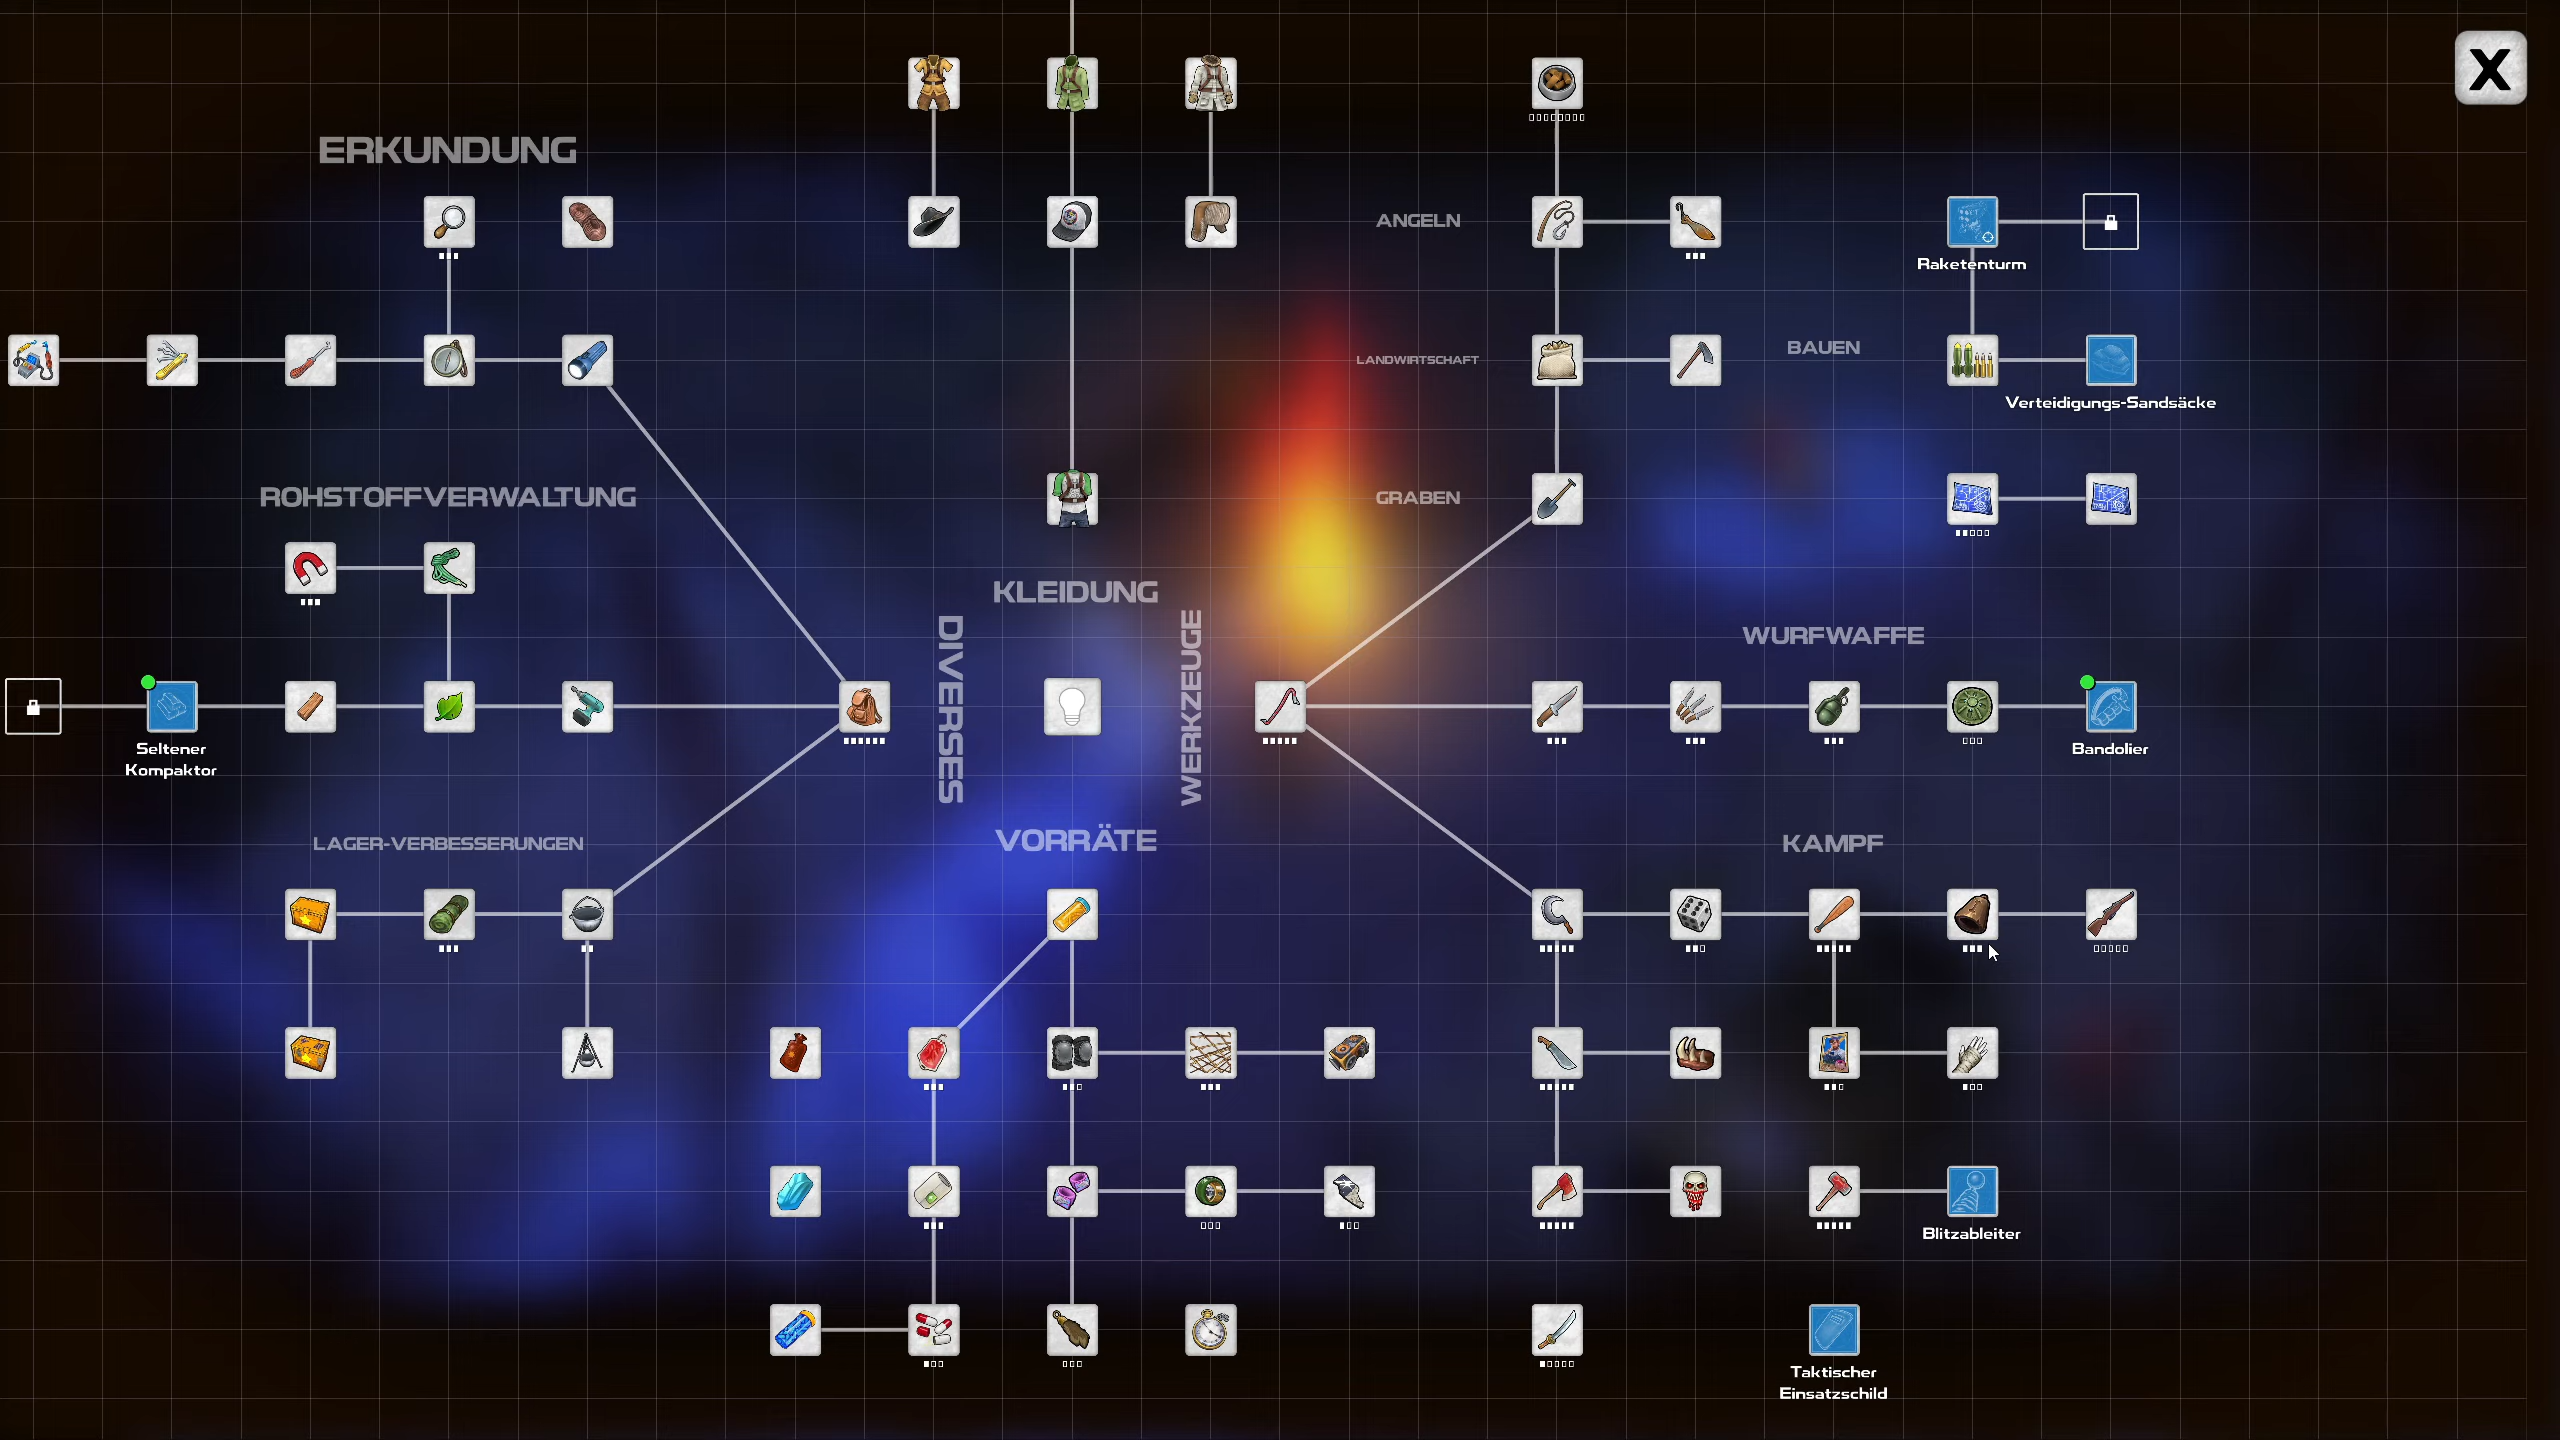 X
ERKUNDUNG
ANGELN
Raketenturm
BAUEN
LANDWIRTSCHAFT
Verteidigungs-Sandsäcke
ROHSTOFFVERWALTUNG
GRABEN
KLEIDUNG
DIVERSES
WERKZEUGE
WURFWAFFE
Seltener
Kompaktor
Bandolier
LAGER-VERBESSERUNGEN
VORRÄTE
KAMPF
Blitzableiter
Taktischer
Einsatzschild